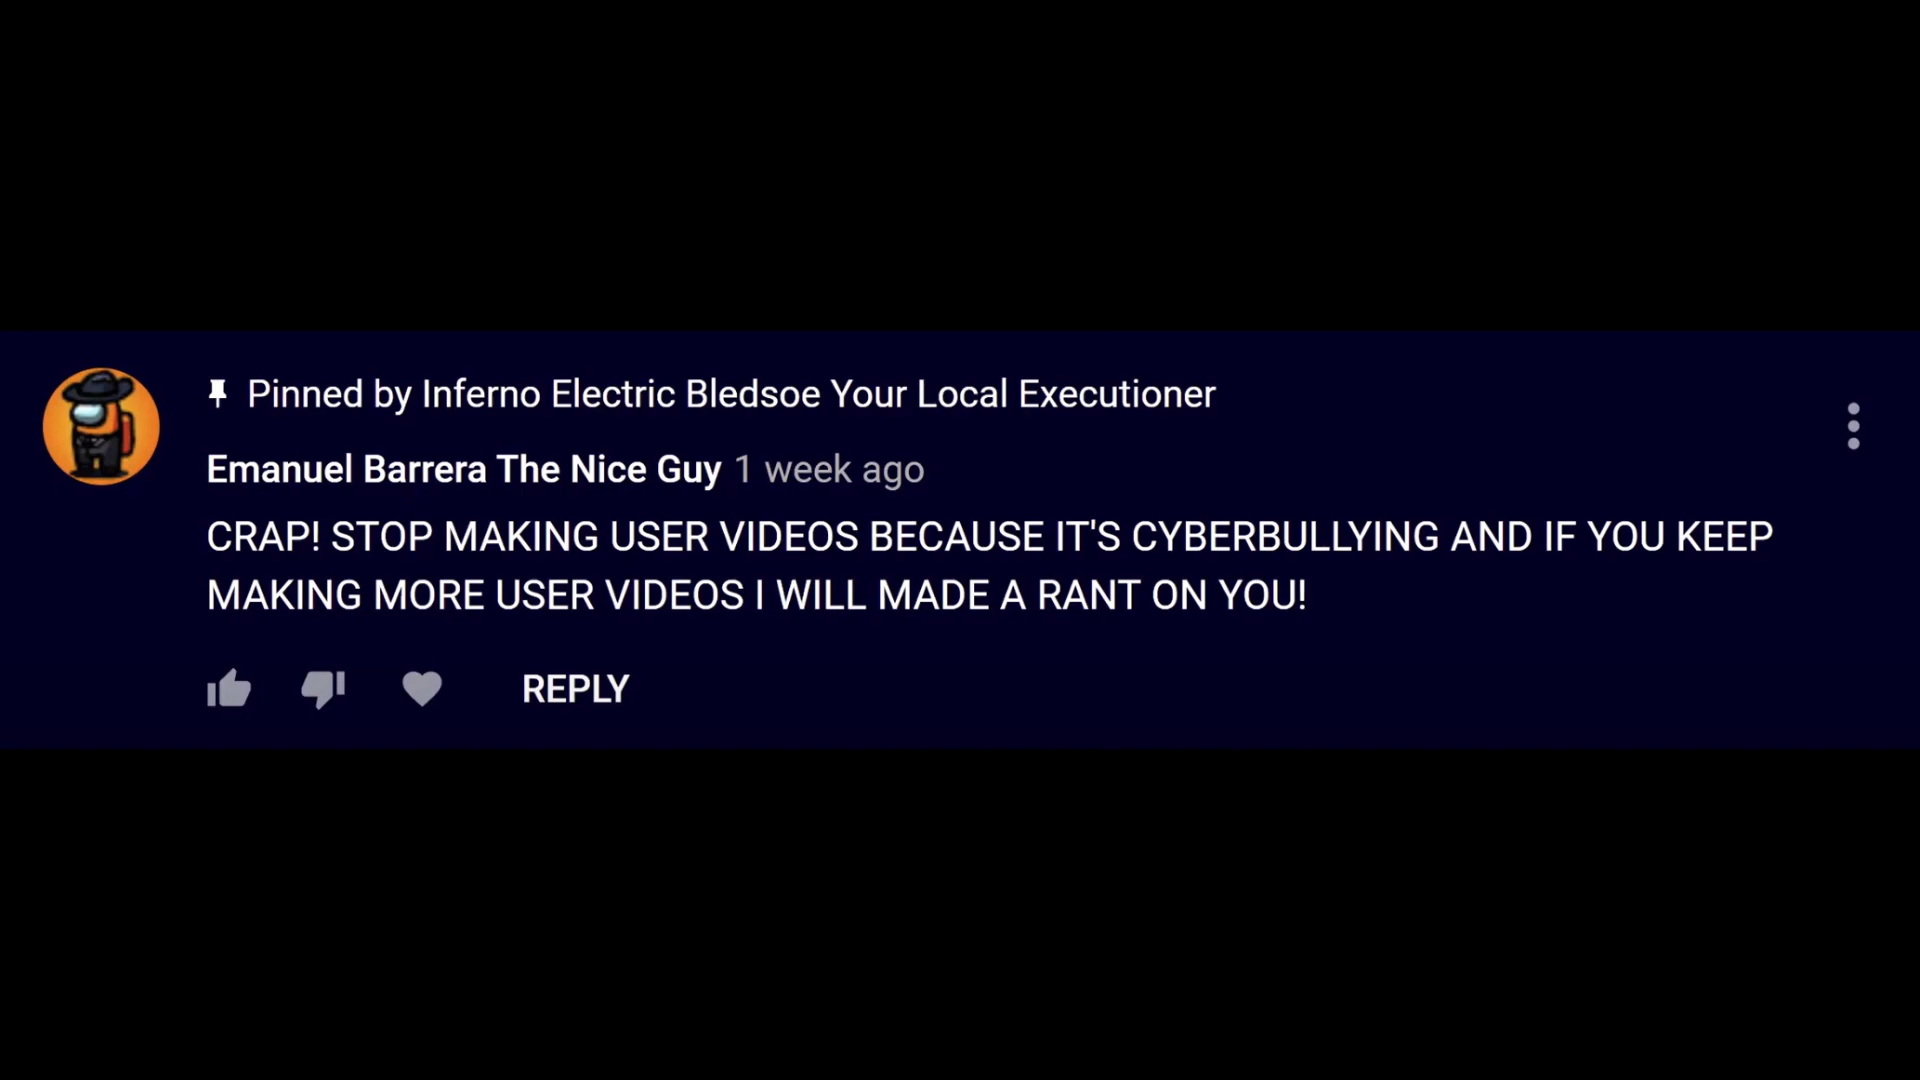 Pinned by Inferno Electric Bledsoe Your Local Executioner
Emanuel Barrera The Nice Guy 1 week ago
CRAP! STOP MAKING USER VIDEOS BECAUSE IT'S CYBERBULLYING AND IF YOU KEEP
MAKING MORE USER VIDEOS I WILL MADE A RANT ON YOU!
REPLY